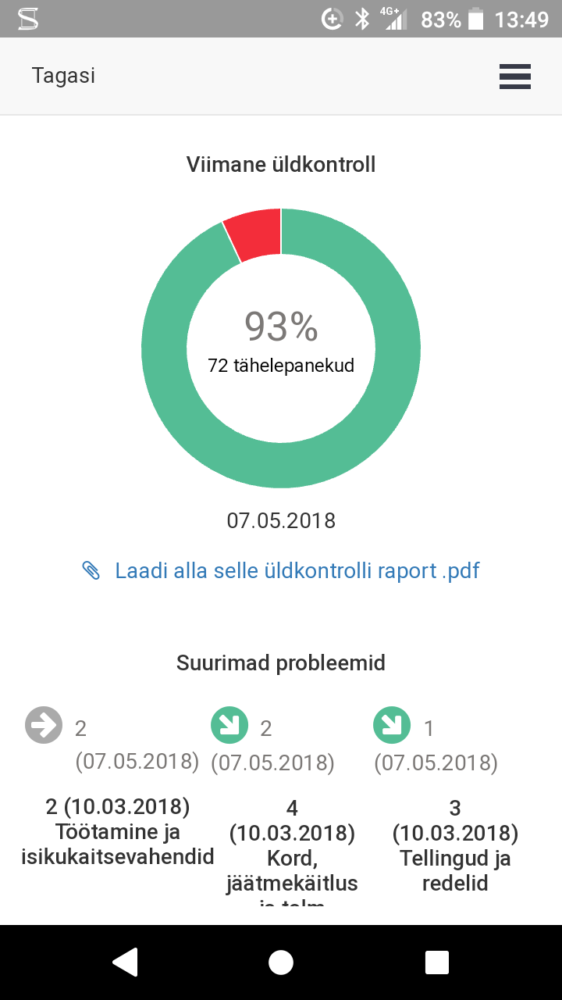 4G+ 83% 13:49
Tagasi
Viimane üldkontroll
93%
72 tähelepanekud
07.05.2018
Laadi alla selle üldkontrolli raport .pdf
Suurimad probleemid
2
(07.05.2018)
2 (10.03.2018)
Töötamine ja
isikukaitsevahendid
2
(07.05.2018)
4
(10.03.2018)
Kord,
jäätmekäitlus
ja tolm
1
(07.05.2018)
3
(10.03.2018)
Tellingud ja
redelid